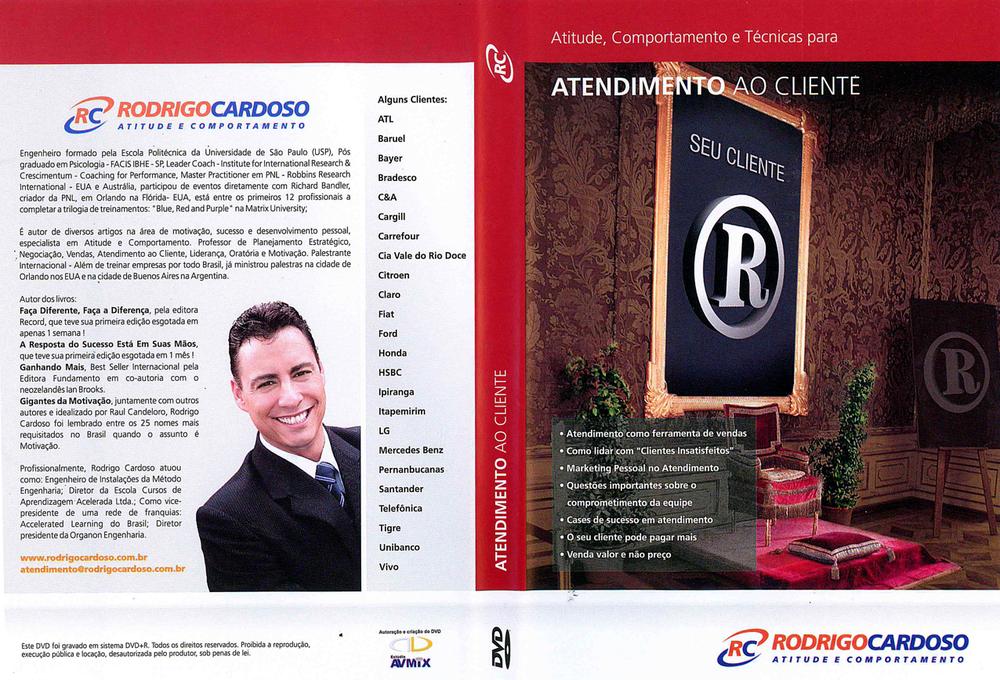 RC RODRIGOCARDOSO
ATITUDE E COMPORTAMENTO
Engenheiro formado pela Escola Politécnica da Universidade de São Paulo (USP), Pós
graduado em Psicologia - FACIS IBHE - SP, Leader Coach - Institute for International Research &
Crescimentum - Coaching for Performance, Master Practitioner em PNL - Robbins Research
International - EUA e Austrália, participou de eventos diretamente com Richard Bandler,
criador da PNL, em Orlando na Flórida- EUA, está entre os primeiros 12 profissionais a
completar a trilogia de treinamentos: "Blue, Red and Purple" na Matrix University;
É autor de diversos artigos na área de motivação, sucesso e desenvolvimento pessoal,
especialista em Atitude e Comportamento. Professor de Planejamento Estratégico,
Negociação, Vendas, Atendimento ao Cliente, Liderança, Oratória e Motivação. Palestrante
Internacional - Além de treinar empresas por todo Brasil, já ministrou palestras na cidade de
Orlando nos EUA e na cidade de Buenos Aires na Argentina.
Autor dos livros:
Faça Diferente, Faça a Diferença, pela editora
Record, que teve sua primeira edição esgotada em
apenas 1 semana !
A Resposta do Sucesso Está Em Suas Mãos,
que teve sua primeira edição esgotada em 1 mês !
Ganhando Mais, Best Seller Internacional pela
Editora Fundamento em co-autoria com o
neozelandês Ian Brooks.
Gigantes da Motivação, juntamente com outros
autores e idealizado por Raul Candeloro, Rodrigo
Cardoso foi lembrado entre os 25 nomes mais
requisitados no Brasil quando o assunto é
Motivação.
Profissionalmente, Rodrigo Cardoso atuou
como: Engenheiro de Instalações da Método
Engenharia; Diretor da Escola Cursos de
Aprendizagem Acelerada Ltda.; Como vice-
presidente de uma rede de franquias:
Accelerated Learning do Brasil; Diretor
presidente da Organon Engenharia.
www.rodrigocardoso.com.br
atendimento@rodrigocardoso.com.br
Este DVD foi gravado em sistema DVD+R. Todos os direitos reservados. Proibida a reprodução,
execução pública e locação, desautorizada pelo produtor, sob penas de lei.
Alguns Clientes:
ATL
Baruel
Bayer
Bradesco
C&A
Cargill
Carrefour
Cia Vale do Rio Doce
Citroen
Claro
Fiat
Ford
Honda
HSBC
Ipiranga
Itapemirim
LG
Mercedes Benz
Pernanbucanas
Santander
Telefônica
Tigre
Unibanco
Vivo
Autoração e criação de DVD
Estúdio
AVMIX
RC
ATENDIMENTO AO CLIENTE
DVD
Atitude, Comportamento e Técnicas para
ATENDIMENTO AO CLIENTE
SEU CLIENTE
R
R
• Atendimento como ferramenta de vendas
• Como lidar com "Clientes Insatisfeitos"
• Marketing Pessoal no Atendimento
• Questões importantes sobre o
comprometimento da equipe
• Cases de sucesso em atendimento
• O seu cliente pode pagar mais
• Venda valor e não preço
RC RODRIGOCARDOSO
ATITUDE E COMPORTAMENTO